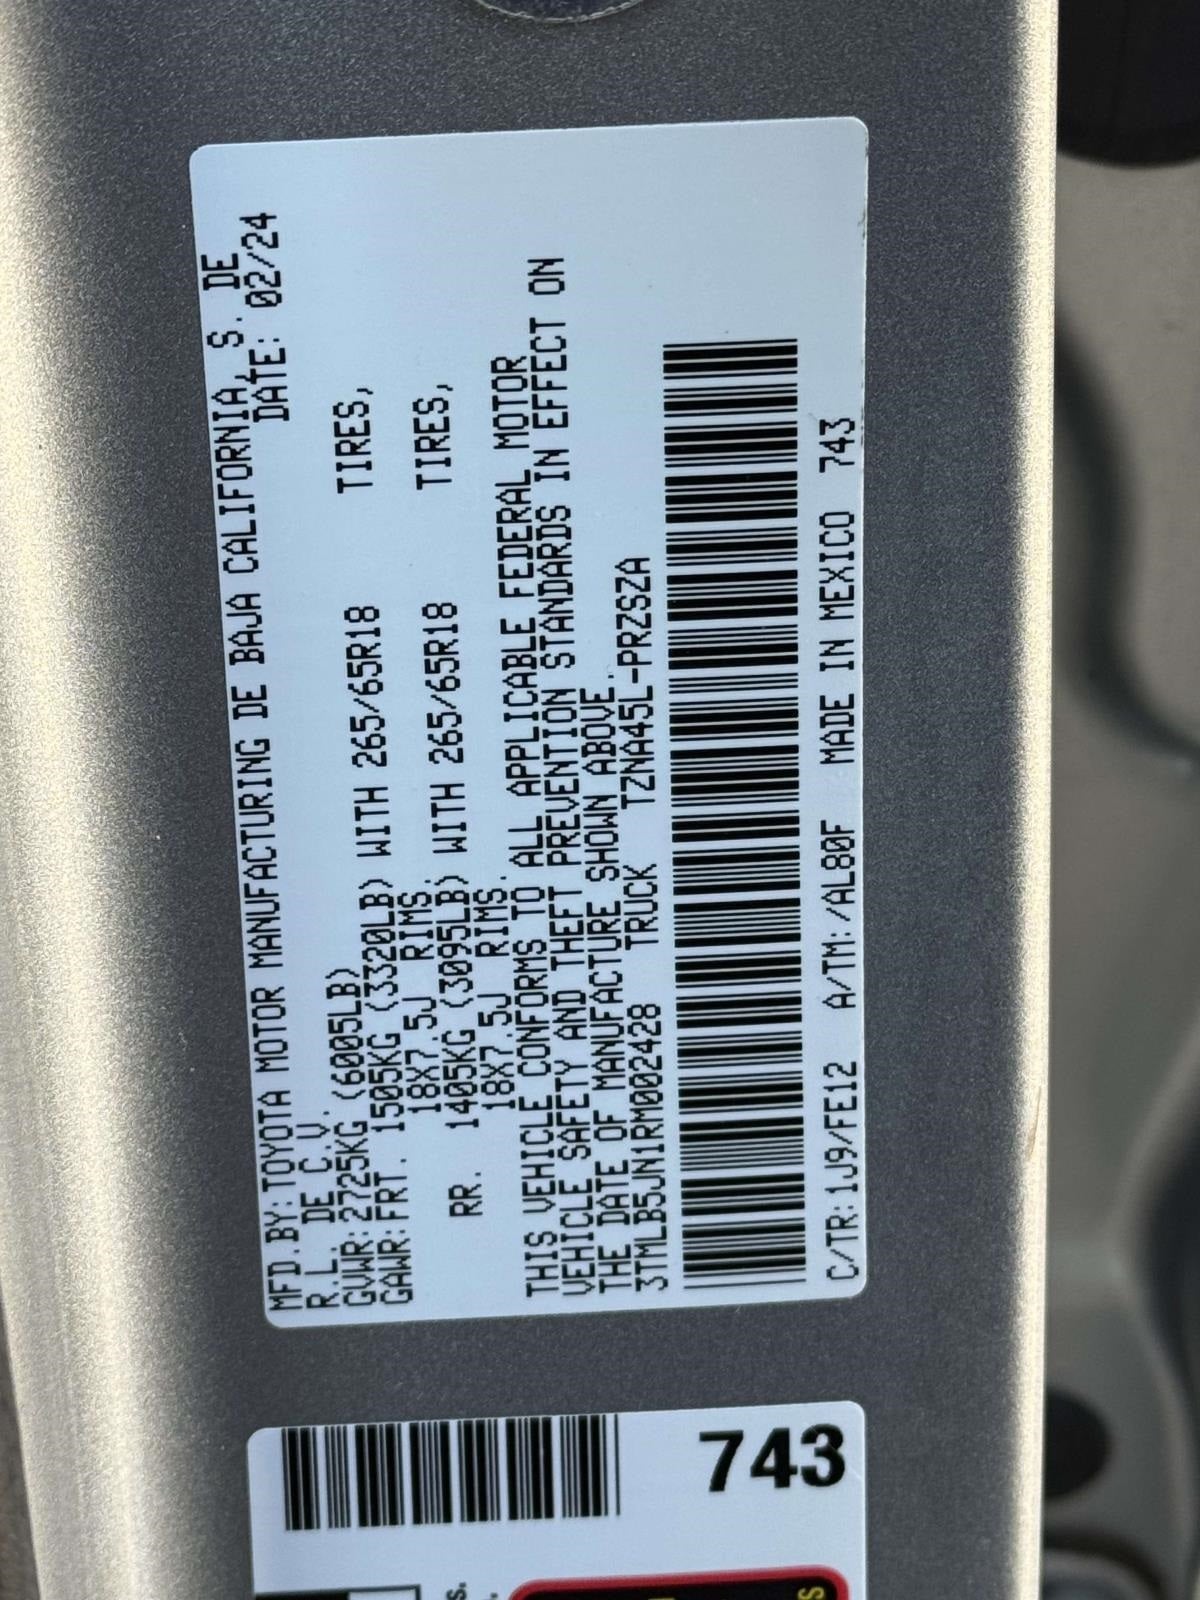 MFD.BY:TOYOTA MOTOR MANUFACTURING DE BAJA CALIFORNIA, S. DE
R.L. DE C.V. DATE: 02/24
GVWR:2725KG (6005LB)
GAWR:FRT. 1505KG (3320LB) WITH 265/65R18 TIRES,
18X7.5J RIMS.
RR. 1405KG (3095LB) WITH 265/65R18 TIRES,
18X7.5J RIMS.
THIS VEHICLE CONFORMS TO ALL APPLICABLE FEDERAL MOTOR
VEHICLE SAFETY AND THEFT PREVENTION STANDARDS IN EFFECT ON
THE DATE OF MANUFACTURE SHOWN ABOVE.
3TMLB5JN1RM002428 TRUCK TZNA45L-PRZSZA
C/TR:1J9/FE12 A/TM:/AL80F MADE IN MEXICO 743
743